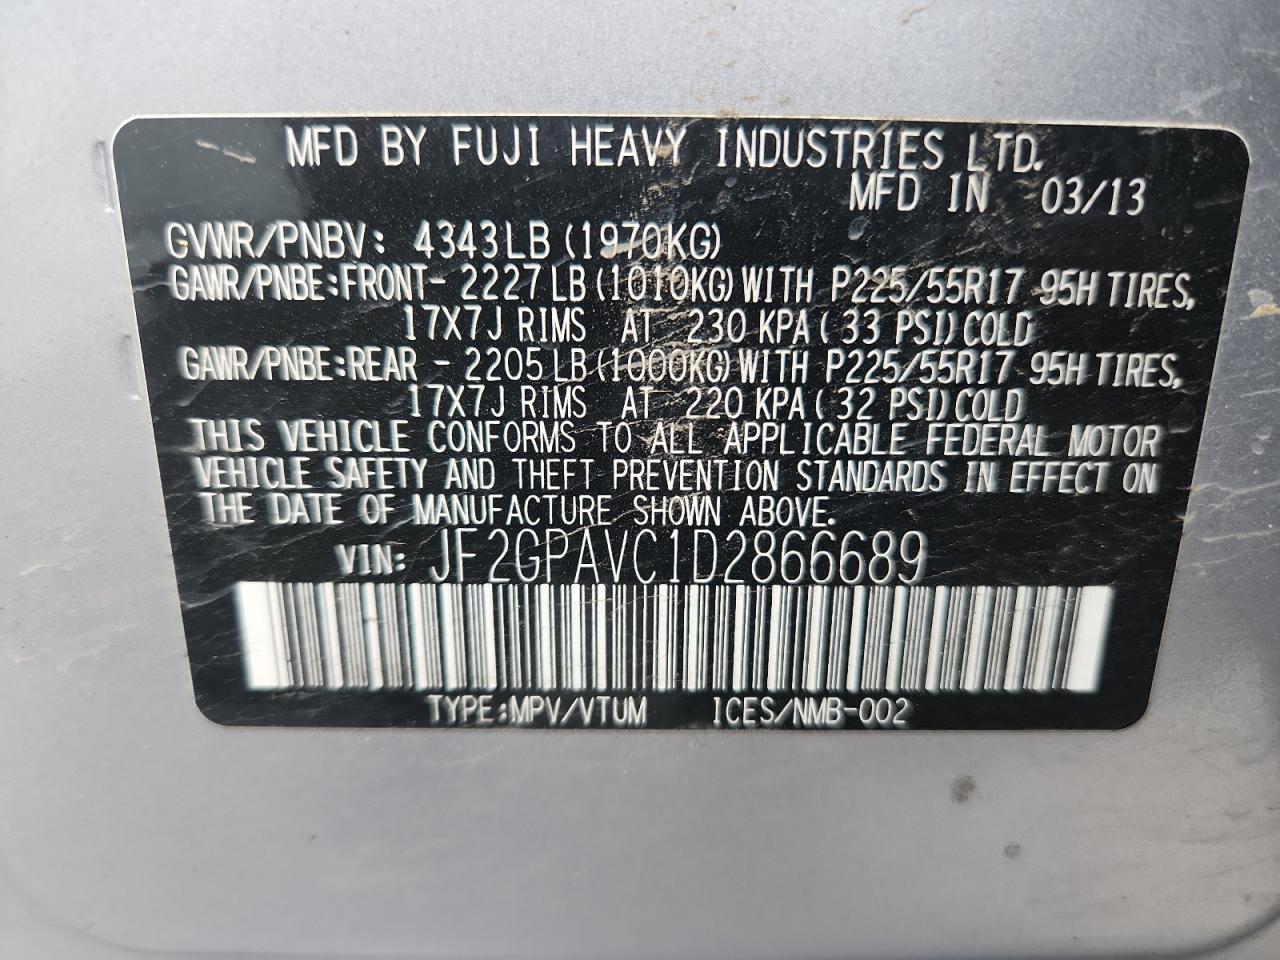 MFD BY FUJI HEAVY INDUSTRIES LTD.
MFD IN 03/13
GVWR/PNBV: 4343LB (1970KG)
GAWR/PNBE:FRONT- 2227 LB (1010KG) WITH P225/55R17 95H TIRES,
17X7J RIMS AT 230 KPA ( 33 PSI) COLD
GAWR/PNBE:REAR - 2205 LB (1000KG) WITH P225/55R17 95H TIRES,
17X7J RIMS AT 220 KPA ( 32 PSI) COLD
THIS VEHICLE CONFORMS TO ALL APPLICABLE FEDERAL MOTOR
VEHICLE SAFETY AND THEFT PREVENTION STANDARDS IN EFFECT ON
THE DATE OF MANUFACTURE SHOWN ABOVE.
VIN: JF2GPAVC1D2866689
TYPE:MPV/VTUM ICES/NMB-002